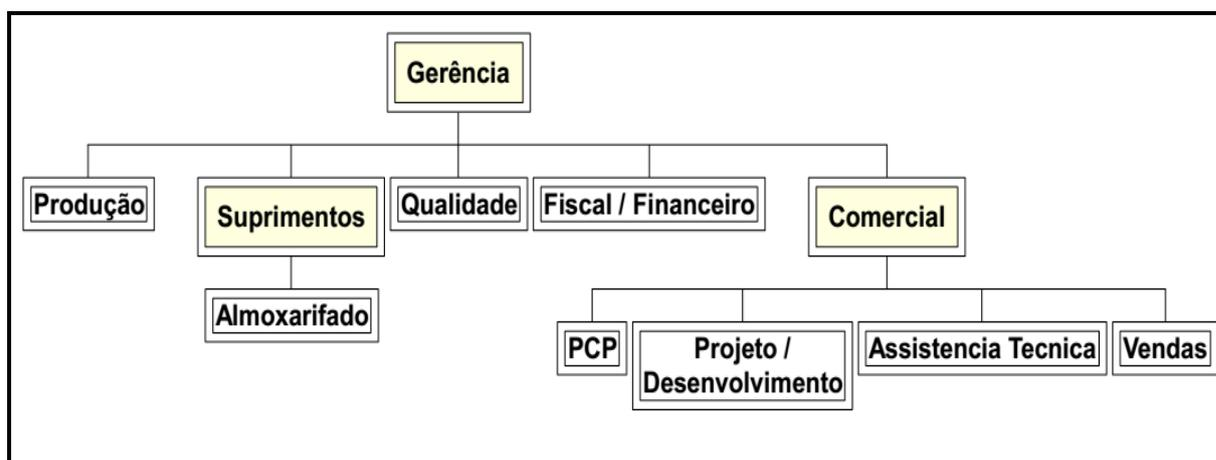 Gerência
Produção
Suprimentos
Qualidade
Fiscal / Financeiro
Comercial
Almoxarifado
PCP
Projeto /
Desenvolvimento
Assistencia Tecnica
Vendas